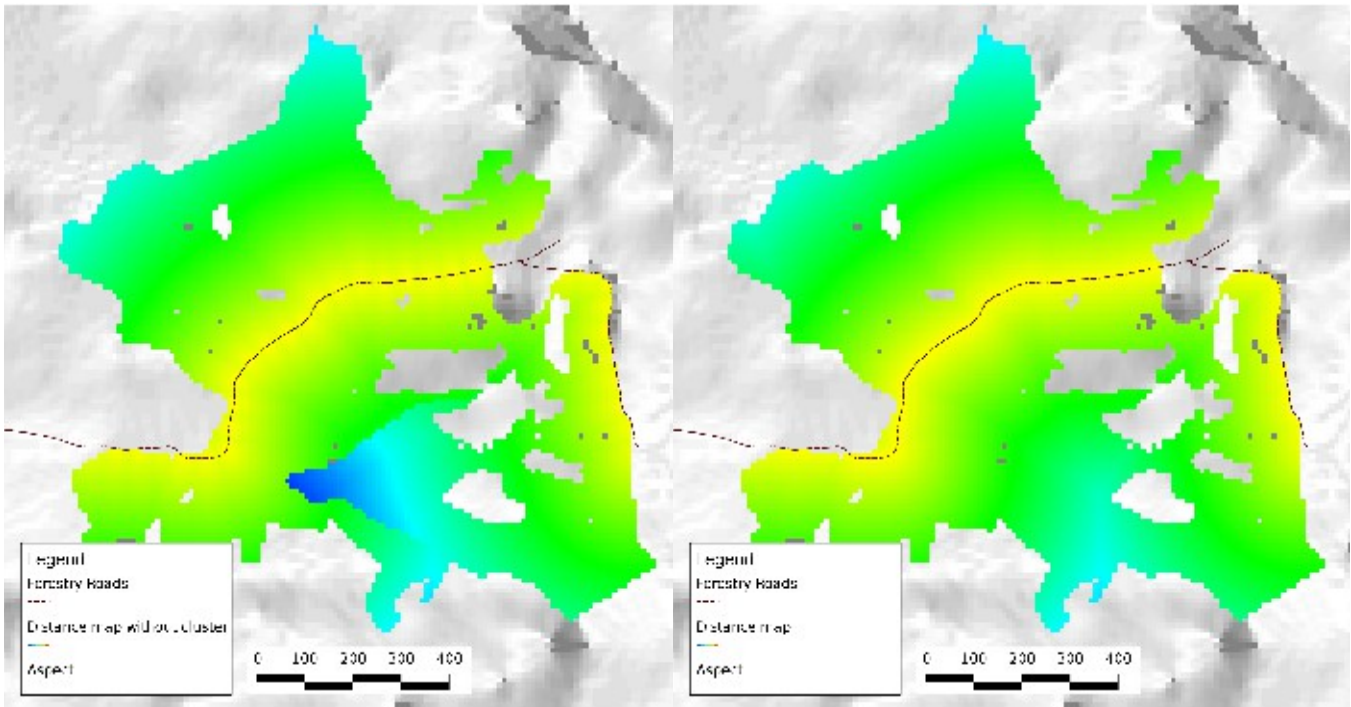 Legend
Forestry Roads
Distance map without cluster
Aspect
0 100 200 300 400
Legend
Forestry Roads
Distance map
Aspect
0 100 200 300 400